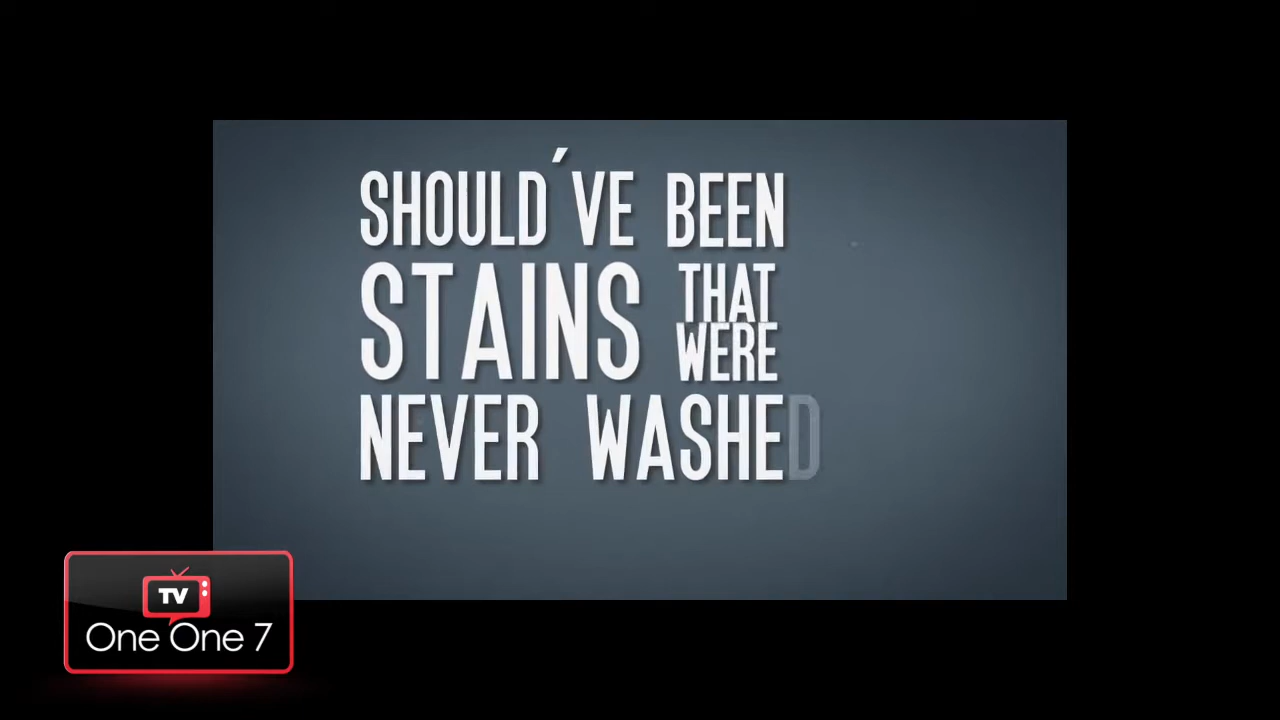 SHOULD´VE BEEN
STAINS THAT
WERE
NEVER WASHED
TV
One One 7